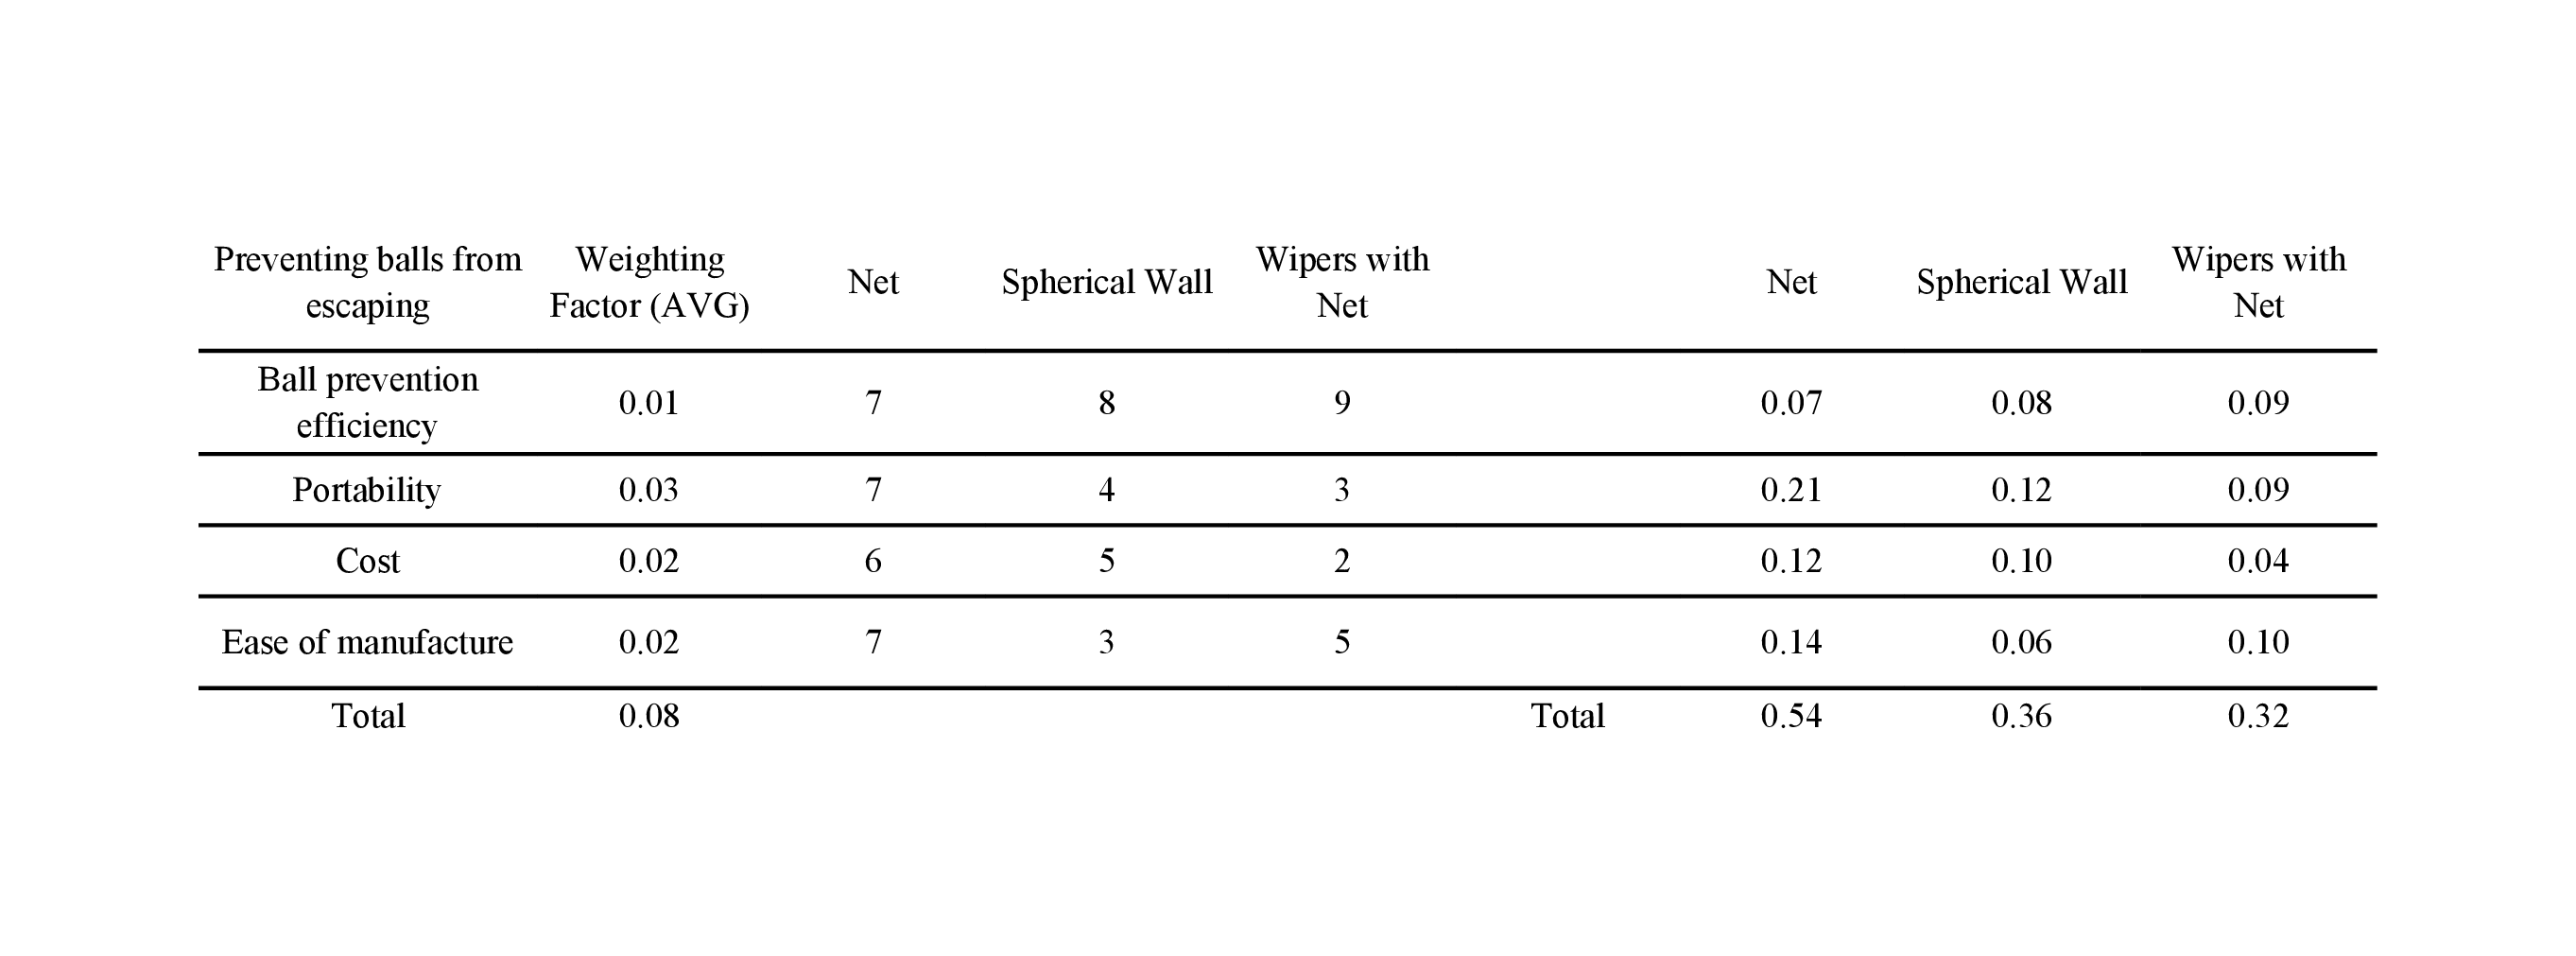 Preventing balls from escaping Weighting Factor (AVG) Net Spherical Wall Wipers with Net Net Spherical Wall Wipers with Net
Ball prevention efficiency 0.01 7 8 9 0.07 0.08 0.09
Portability 0.03 7 4 3 0.21 0.12 0.09
Cost 0.02 6 5 2 0.12 0.10 0.04
Ease of manufacture 0.02 7 3 5 0.14 0.06 0.10
Total 0.08 Total 0.54 0.36 0.32